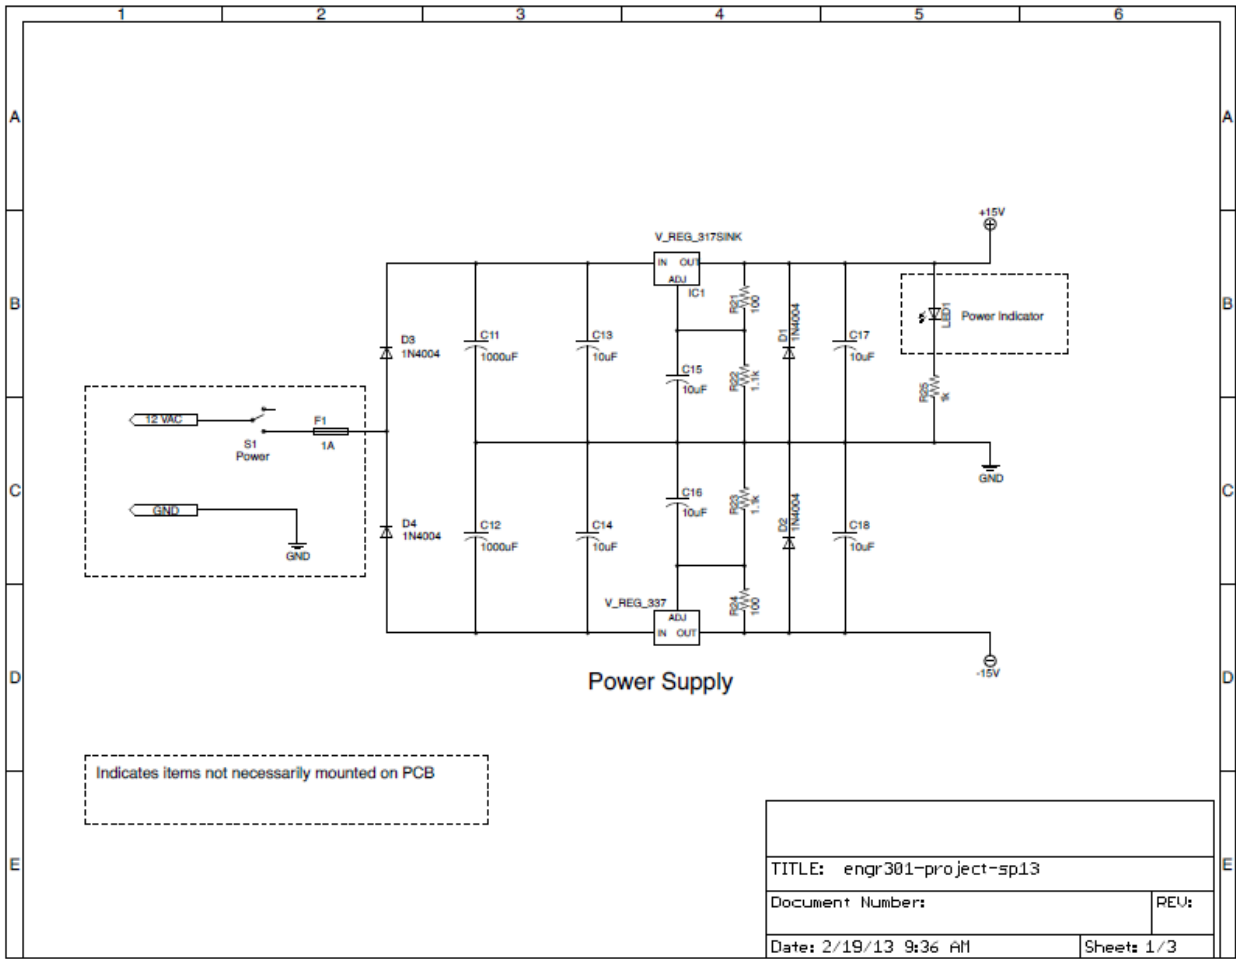 1 2 3 4 5 6
A A
B B
C C
D D
E E
+15V
V_REG_317SINK
IN OUT
ADJ
IC1
R21
100
D1
1N4004
LED1
Power Indicator
D3
1N4004
C11
1000uF
C13
10uF
C15
10uF
R22
1.1k
C17
10uF
R25
1k
12 VAC
S1
Power
F1
1A
GND
GND
GND
D4
1N4004
C12
1000uF
C14
10uF
C16
10uF
R23
1.1k
D2
1N4004
C18
10uF
V_REG_337
ADJ
IN OUT
R24
100
-15V
Power Supply
Indicates items not necessarily mounted on PCB
TITLE: engr301-project-sp13
Document Number:
REV:
Date: 2/19/13 9:36 AM
Sheet: 1/3